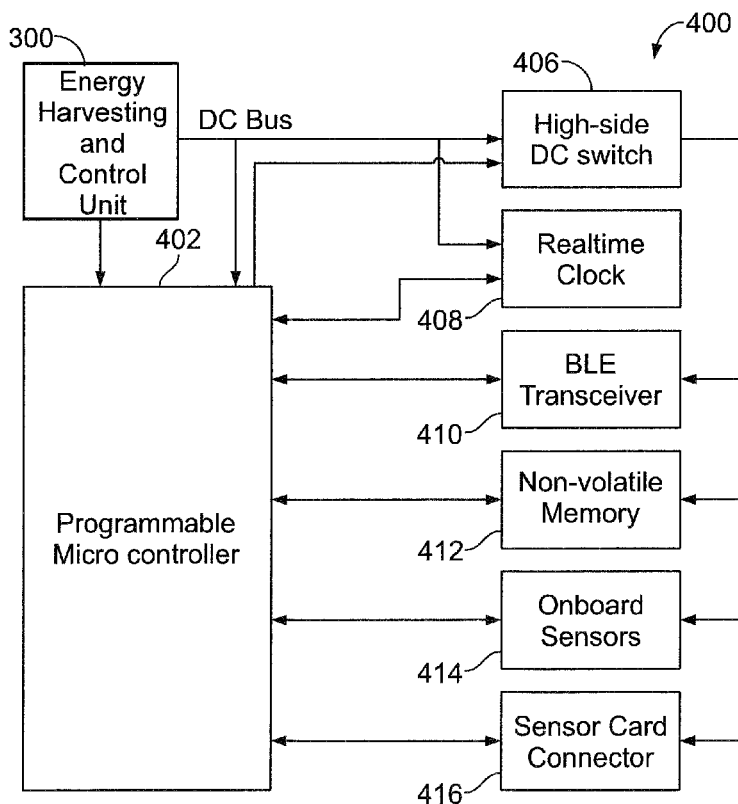 300
Energy
Harvesting
and
Control
Unit
DC Bus
400
406
High-side
DC switch
402
Realtime
Clock
408
BLE
Transceiver
410
Programmable
Micro controller
Non-volatile
Memory
412
Onboard
Sensors
414
Sensor Card
Connector
416